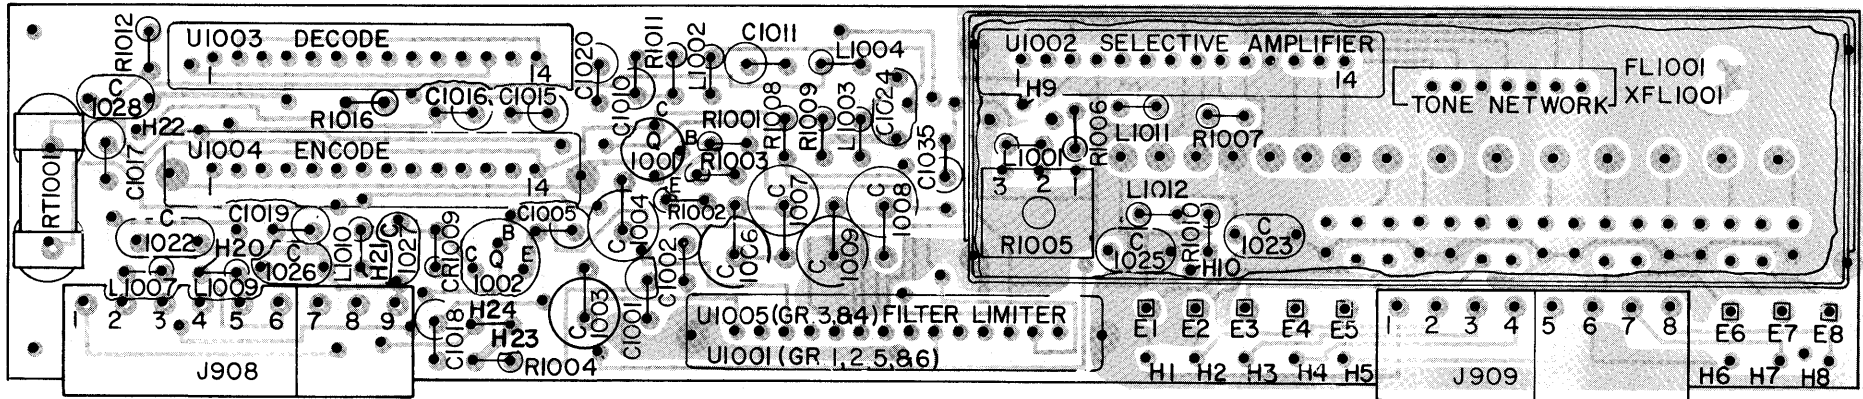 R1012
U1003 DECODE
1
14
C1020
R1011
L1002
C1011
L1004
U1002 SELECTIVE AMPLIFIER
1
14
FL1001
XFL1001
TONE NETWORK
C
1028
H22
R1016
C1016
C1015
C1010
C
Q
1001
B
E
R1001
R1003
R1008
R1009
L1003
C1024
C1035
H9
L1001
R1006
L1011
R1007
RT1001
C1017
U1004 ENCODE
1
14
3
2
1
R1005
L1012
R1010
H10
C
1025
C
1023
C
1022
C1019
H20
C
1026
L1010
H21
C
102
CR1009
C1005
B
C
Q
E
1002
C
1004
R1002
C1002
C
1006
C
1007
C
1009
C
1008
L1007
L1009
1
2
3
4
5
6
7
8
9
J908
C1018
H24
H23
R1004
C
1003
C1001
U1005 (GR 3,&4) FILTER LIMITER
U1001 (GR 1, 2, 5, &6)
E1
E2
E3
E4
E5
H1
H2
H3
H4
H5
1
2
3
4
5
6
7
8
J909
E6
E7
E8
H6
H7
H8